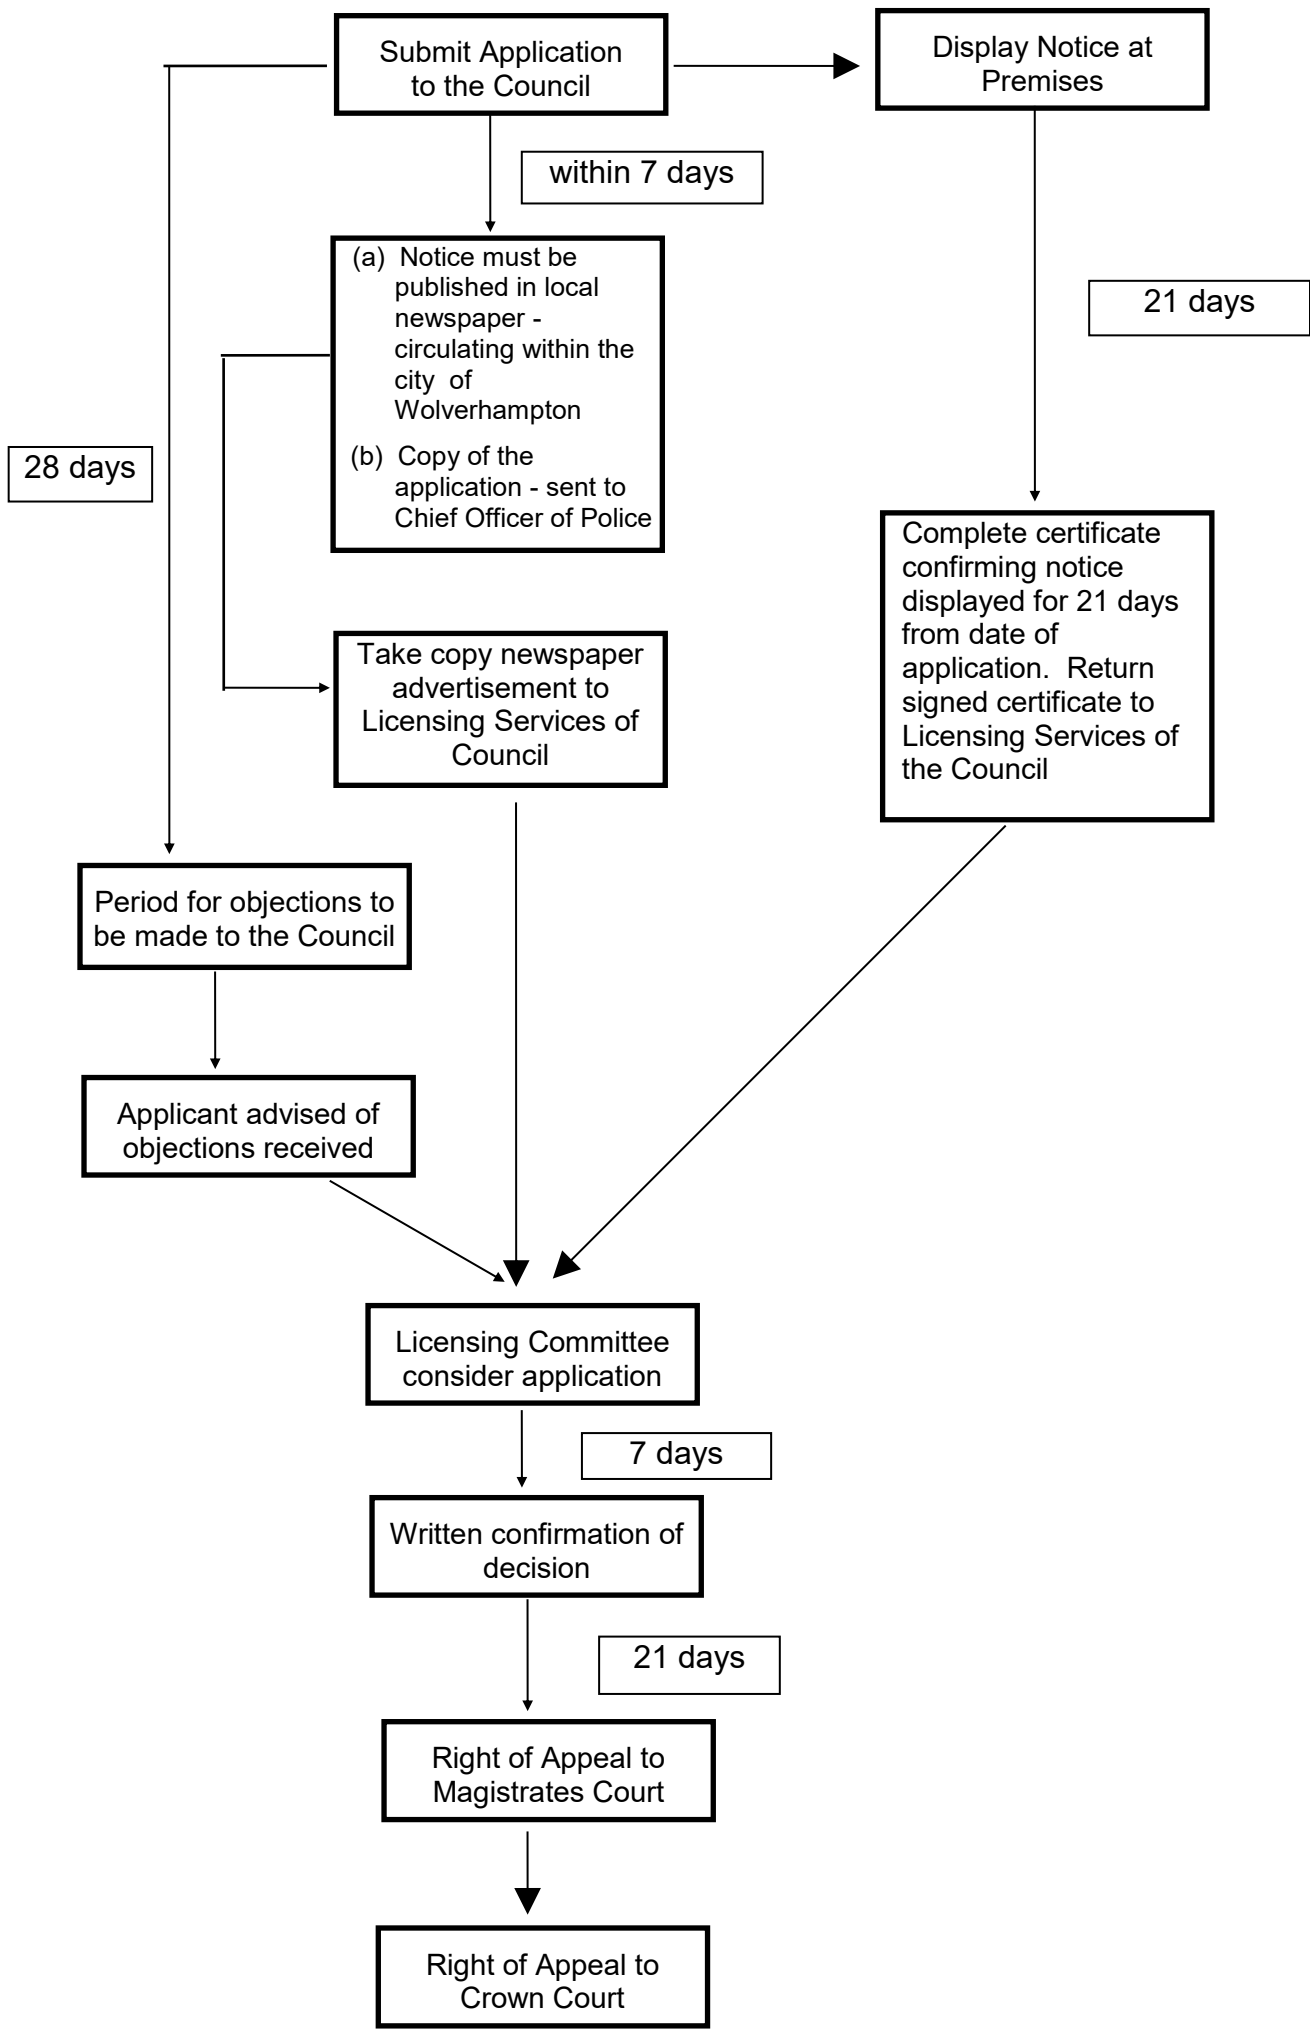 Submit Application
to the Council
Display Notice at
Premises
within 7 days
(a) Notice must be
published in local
newspaper -
circulating within the
city of
Wolverhampton
(b) Copy of the
application - sent to
Chief Officer of Police
21 days
28 days
Complete certificate
confirming notice
displayed for 21 days
from date of
application. Return
signed certificate to
Licensing Services of
the Council
Take copy newspaper
advertisement to
Licensing Services of
Council
Period for objections to
be made to the Council
Applicant advised of
objections received
Licensing Committee
consider application
7 days
Written confirmation of
decision
21 days
Right of Appeal to
Magistrates Court
Right of Appeal to
Crown Court